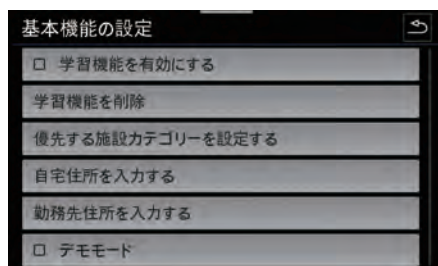 基本機能の設定
□ 学習機能を有効にする
学習機能を削除
優先する施設カテゴリーを設定する
自宅住所を入力する
勤務先住所を入力する
□ デモモード